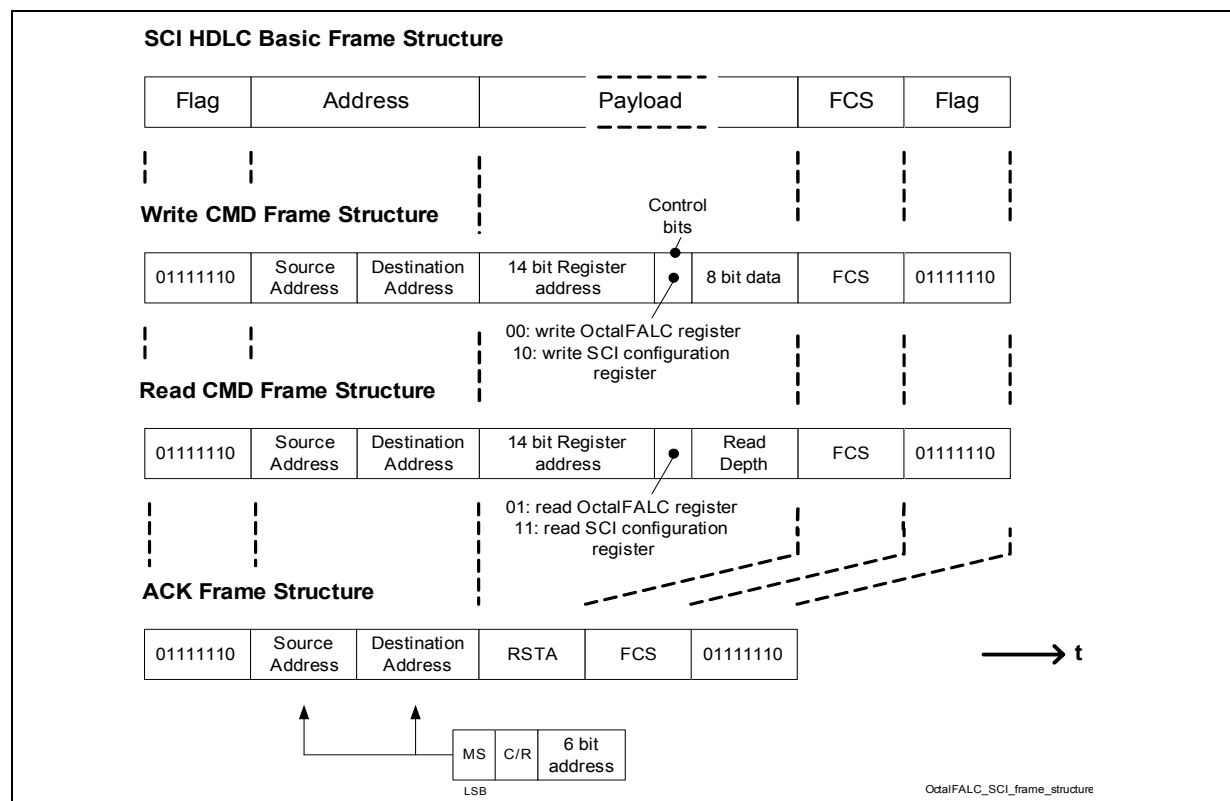 SCI HDLC Basic Frame Structure
Flag Address Payload FCS Flag
Write CMD Frame Structure
Control
bits
01111110 Source Address Destination Address 14 bit Register address 8 bit data FCS 01111110
00: write OctalFALC register
10: write SCI configuration
register
Read CMD Frame Structure
01111110 Source Address Destination Address 14 bit Register address Read Depth FCS 01111110
01: read OctalFALC register
11: read SCI configuration
register
ACK Frame Structure
01111110 Source Address Destination Address RSTA FCS 01111110
t
MS C/R 6 bit address
LSB
OctalFALC_SCI_frame_structure